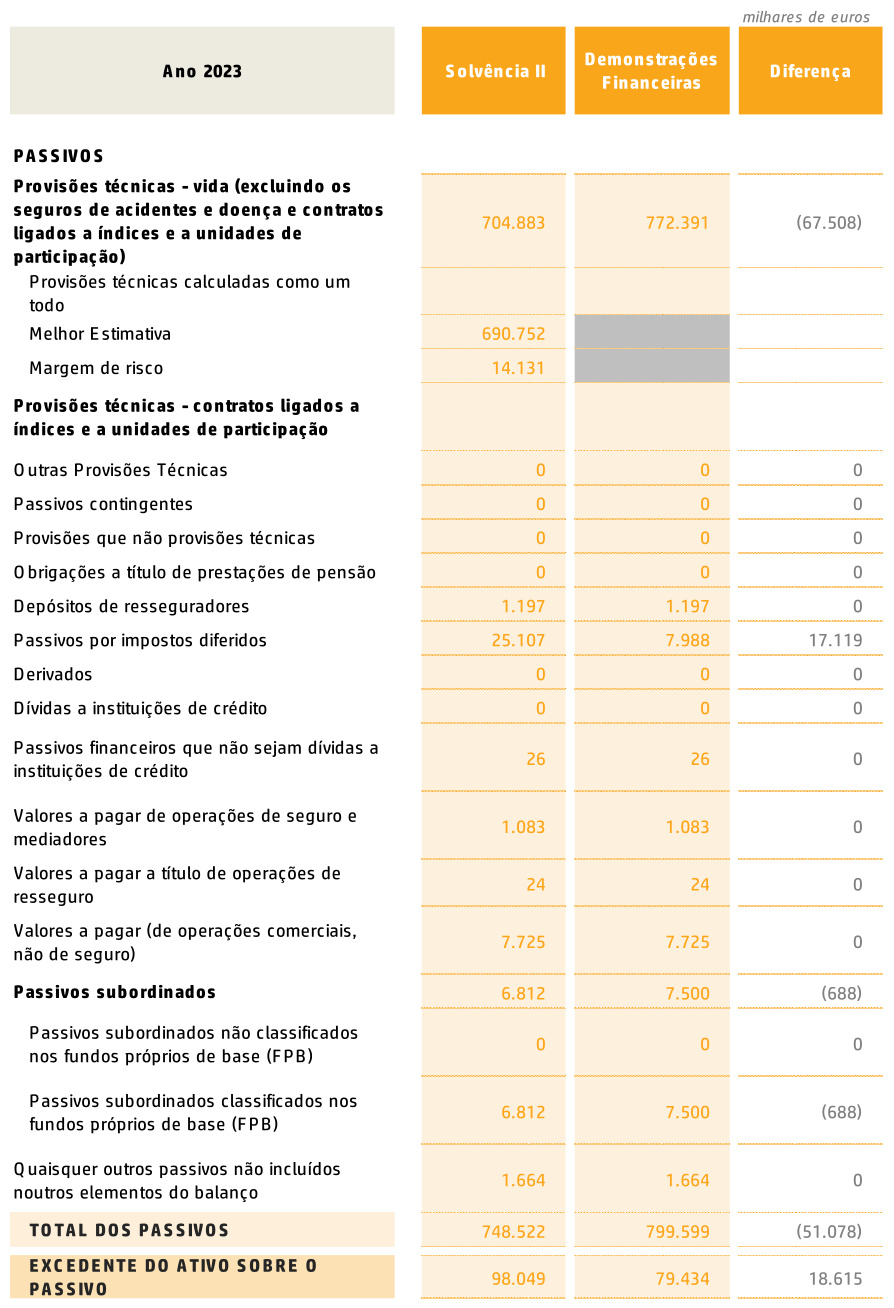 milhares de euros
Ano 2023 Solvência II Demonstrações Financeiras Diferença
PASSIVOS
Provisões técnicas - vida (excluindo os
seguros de acidentes e doença e contratos
ligados a índices e a unidades de
participação) 704.883 772.391 (67.508)
Provisões técnicas calculadas como um
todo
Melhor Estimativa 690.752
Margem de risco 14.131
Provisões técnicas - contratos ligados a
índices e a unidades de participação
Outras Provisões Técnicas 0 0 0
Passivos contingentes 0 0 0
Provisões que não provisões técnicas 0 0 0
Obrigações a título de prestações de pensão 0 0 0
Depósitos de resseguradores 1.197 1.197 0
Passivos por impostos diferidos 25.107 7.988 17.119
Derivados 0 0 0
Dívidas a instituições de crédito 0 0 0
Passivos financeiros que não sejam dívidas a
instituições de crédito 26 26 0
Valores a pagar de operações de seguro e
mediadores 1.083 1.083 0
Valores a pagar a título de operações de
resseguro 24 24 0
Valores a pagar (de operações comerciais,
não de seguro) 7.725 7.725 0
Passivos subordinados 6.812 7.500 (688)
Passivos subordinados não classificados
nos fundos próprios de base (FPB) 0 0 0
Passivos subordinados classificados nos
fundos próprios de base (FPB) 6.812 7.500 (688)
Quaisquer outros passivos não incluídos
noutros elementos do balanço 1.664 1.664 0
TOTAL DOS PASSIVOS 748.522 799.599 (51.078)
EXCEDENTE DO ATIVO SOBRE O
PASSIVO 98.049 79.434 18.615